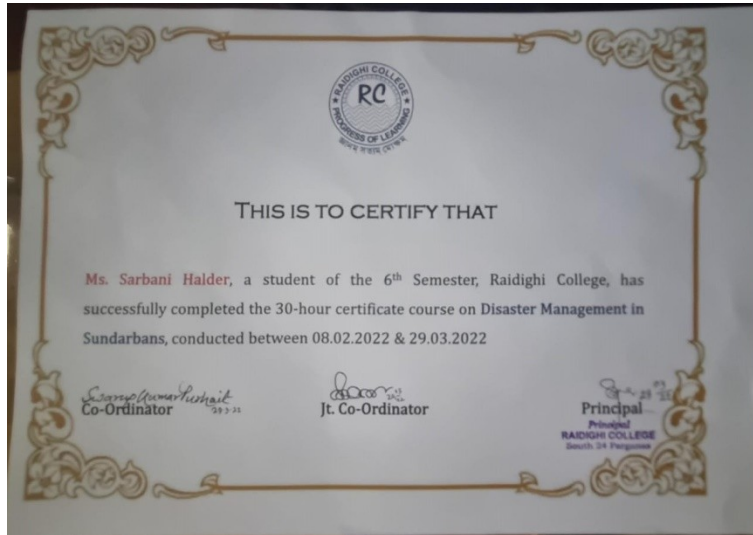 RAIDIGHI COLLEGE
RC
PROGRESS OF LEARNING
THIS IS TO CERTIFY THAT
Ms. Sarbani Halder, a student of the 6th Semester, Raidighi College, has
successfully completed the 30-hour certificate course on Disaster Management in
Sundarbans, conducted between 08.02.2022 & 29.03.2022
Co-Ordinator
Jt. Co-Ordinator
Principal
Principal
RAIDIGHI COLLEGE
South 24 Parganas